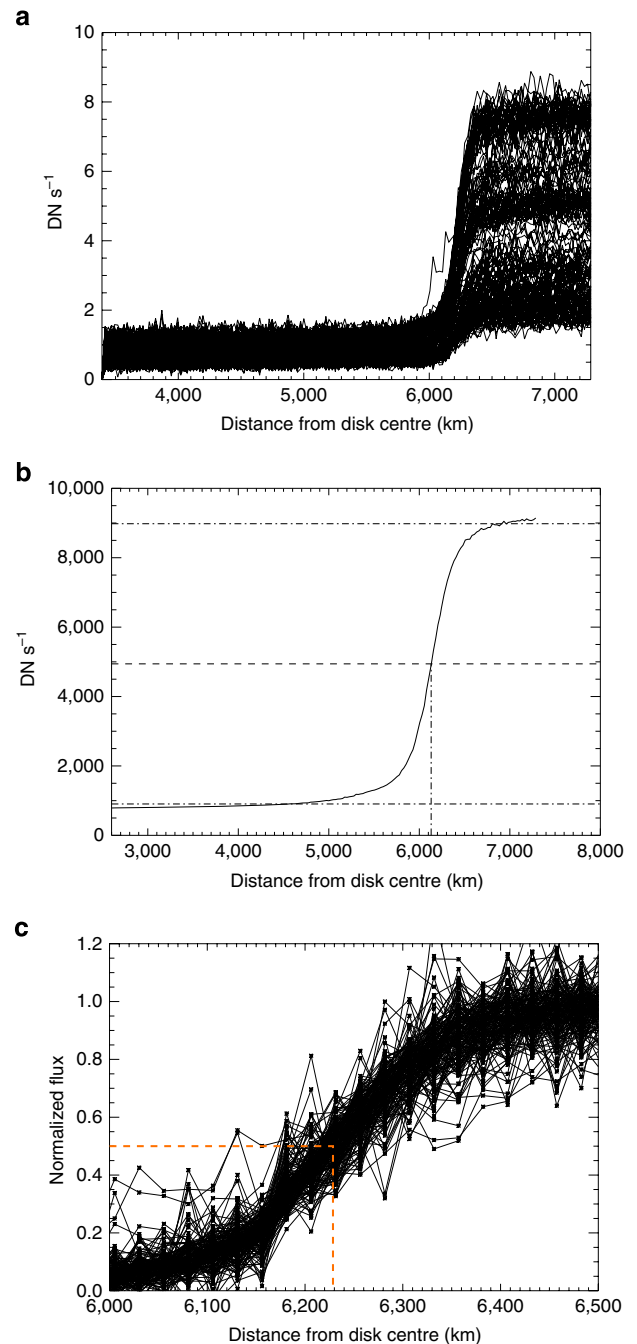 a
10
8
6
4
2
0
DN s⁻¹
4,000 5,000 6,000 7,000
Distance from disk centre (km)
b
10,000
8,000
6,000
4,000
2,000
0
DN s⁻¹
3,000 4,000 5,000 6,000 7,000 8,000
Distance from disk centre (km)
c
1.2
1.0
0.8
0.6
0.4
0.2
0.0
Normalized flux
6,000 6,100 6,200 6,300 6,400 6,500
Distance from disk centre (km)